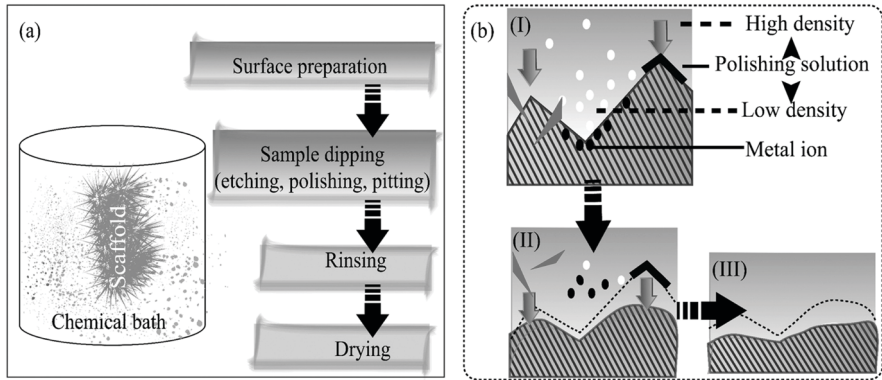 (a)
Surface preparation
Sample dipping
(etching, polishing, pitting)
Rinsing
Drying
Scaffold
Chemical bath
(b)
(I)
High density
Polishing solution
Low density
Metal ion
(II)
(III)